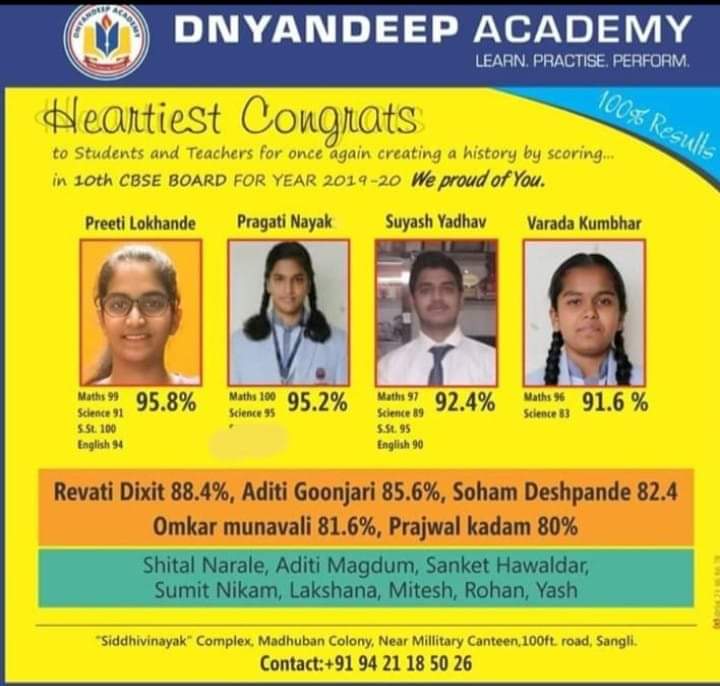 DNYANDEEP ACADEMY
DNYANDEEP ACADEMY
LEARN. PRACTISE. PERFORM.
100% Results
Heartiest Congrats
to Students and Teachers for once again creating a history by scoring...
in 10th CBSE BOARD FOR YEAR 2019-20 We proud of You.
Preeti Lokhande Pragati Nayak Suyash Yadhav Varada Kumbhar
Maths 99
Science 91
S.St. 100
English 94
95.8%
Maths 100
Science 95
95.2%
Maths 97
Science 89
S.St. 95
English 90
92.4%
Maths 96
Science 83
91.6 %
Revati Dixit 88.4%, Aditi Goonjari 85.6%, Soham Deshpande 82.4
Omkar munavali 81.6%, Prajwal kadam 80%
Shital Narale, Aditi Magdum, Sanket Hawaldar,
Sumit Nikam, Lakshana, Mitesh, Rohan, Yash
"Siddhivinayak" Complex, Madhuban Colony, Near Millitary Canteen,100ft. road, Sangli.
Contact:+91 94 21 18 50 26